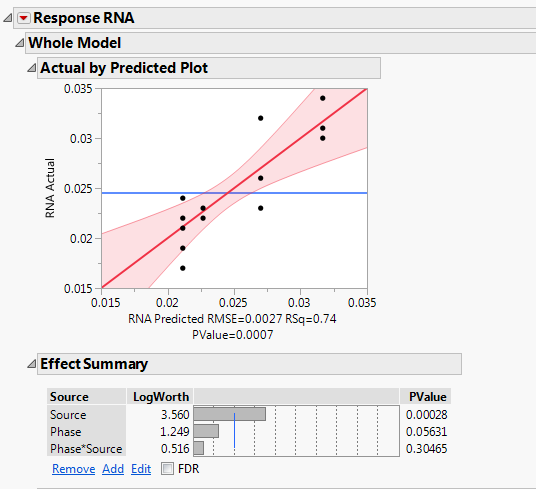 Response RNA
Whole Model
Actual by Predicted Plot
0.035
0.03
0.025
0.02
0.015
RNA Actual
0.015 0.02 0.025 0.03 0.035
RNA Predicted RMSE=0.0027 RSq=0.74
PValue=0.0007
Effect Summary
Source LogWorth PValue
Source 3.560 0.00028
Phase 1.249 0.05631
Phase*Source 0.516 0.30465
Remove Add Edit FDR